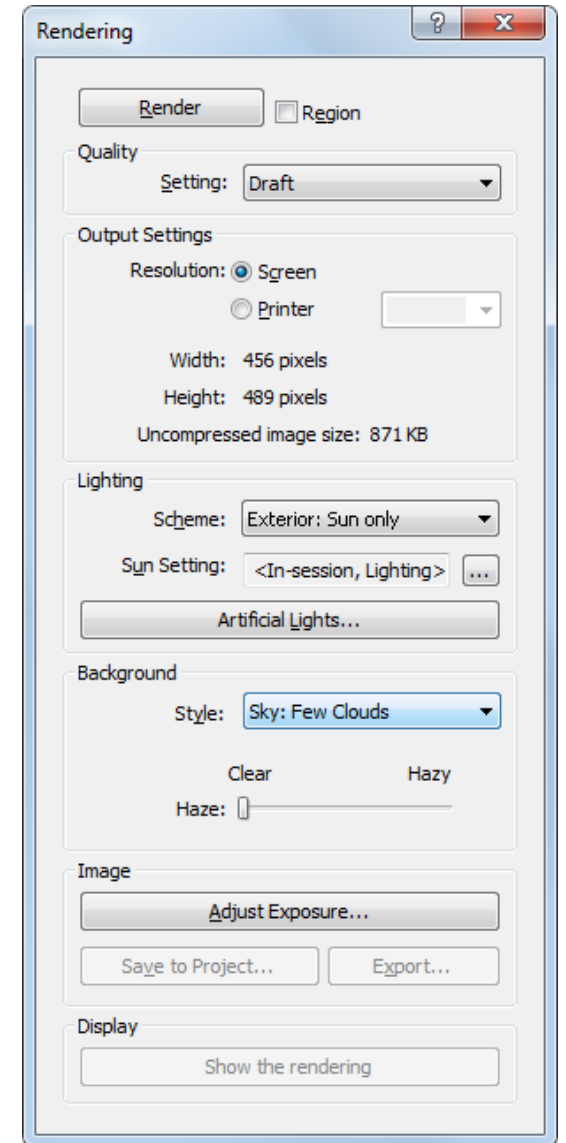 Rendering
Render Region
Quality
Setting: Draft
Output Settings
Resolution: Screen
Printer
Width: 456 pixels
Height: 489 pixels
Uncompressed image size: 871 KB
Lighting
Scheme: Exterior: Sun only
Sun Setting: <In-session, Lighting> ...
Artificial Lights...
Background
Style: Sky: Few Clouds
Clear Hazy
Haze:
Image
Adjust Exposure...
Save to Project... Export...
Display
Show the rendering